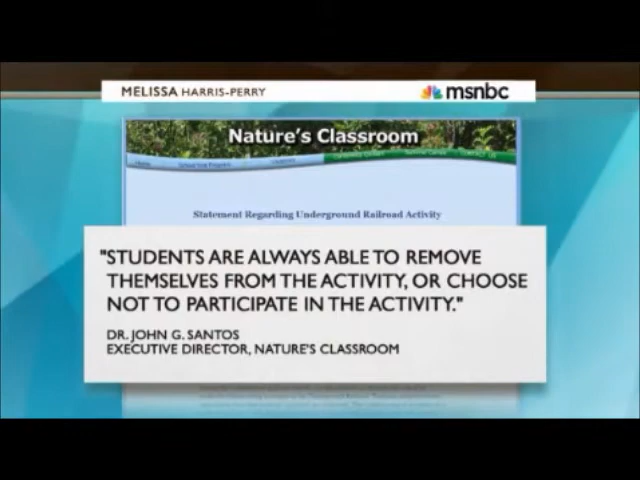 MELISSA HARRIS-PERRY
msnbc
Nature's Classroom
Home
Statement Regarding Underground Railroad Activity
"STUDENTS ARE ALWAYS ABLE TO REMOVE
THEMSELVES FROM THE ACTIVITY, OR CHOOSE
NOT TO PARTICIPATE IN THE ACTIVITY."
DR. JOHN G. SANTOS
EXECUTIVE DIRECTOR, NATURE'S CLASSROOM